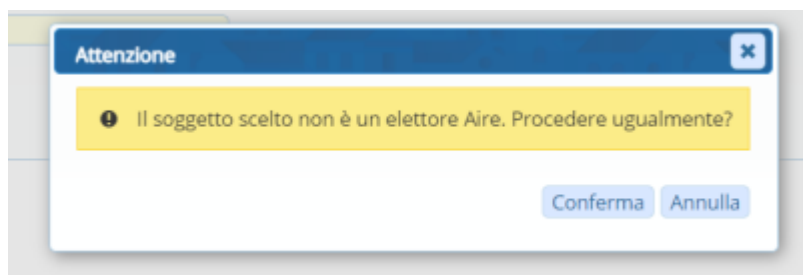 Attenzione
Il soggetto scelto non è un elettore Aire. Procedere ugualmente?
Conferma Annulla